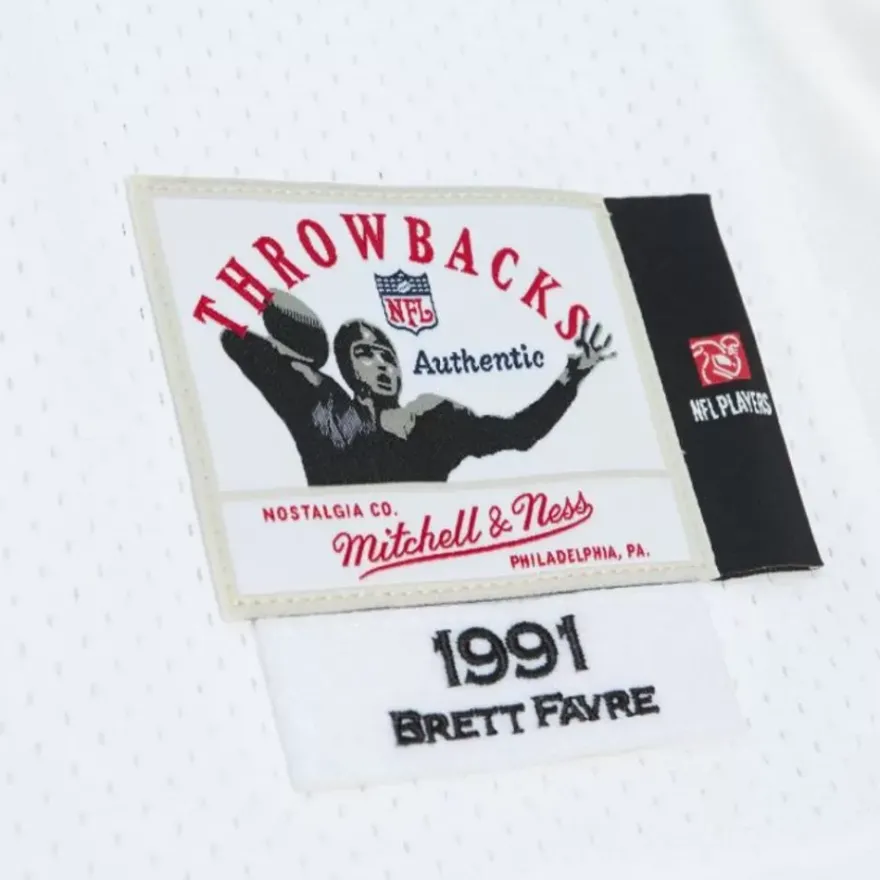 THROWBACKS
NFL
Authentic
NFL PLAYERS
NOSTALGIA CO.
Mitchell & Ness
PHILADELPHIA, PA.
1991
BRETT FAVRE